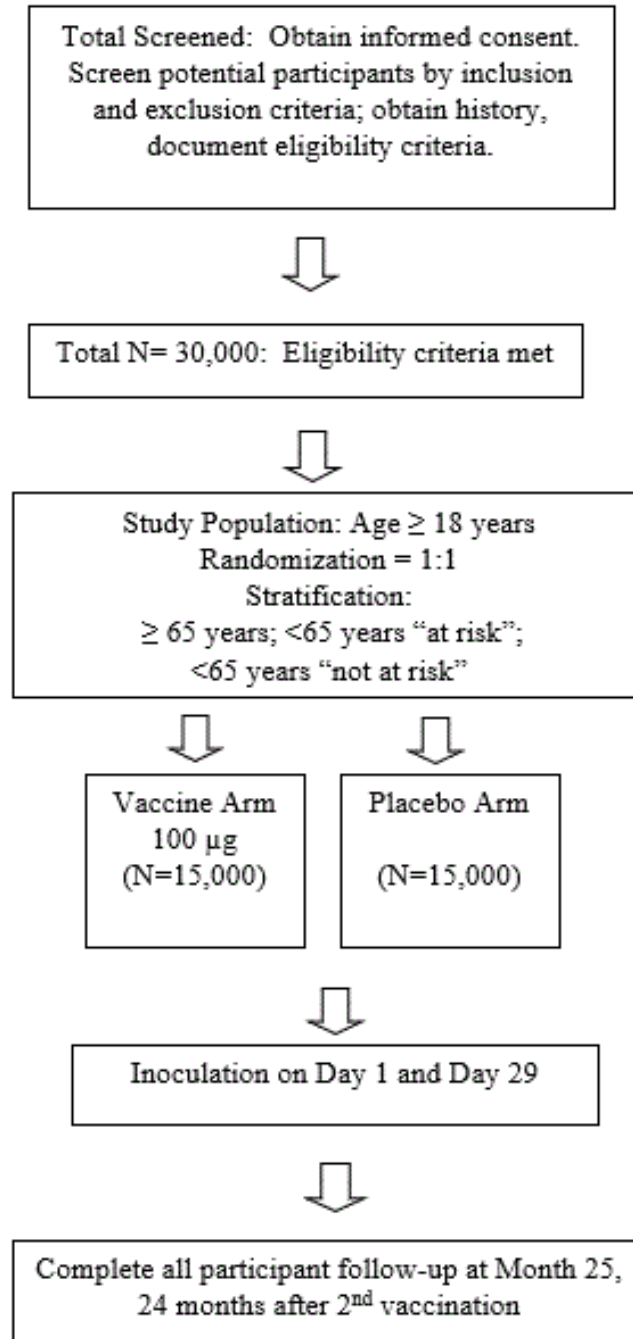 Total Screened: Obtain informed consent.
Screen potential participants by inclusion
and exclusion criteria; obtain history,
document eligibility criteria.
Total N= 30,000: Eligibility criteria met
Study Population: Age ≥ 18 years
Randomization = 1:1
Stratification:
≥ 65 years; <65 years “at risk”;
<65 years “not at risk”
Vaccine Arm
100 µg
(N=15,000)
Placebo Arm
(N=15,000)
Inoculation on Day 1 and Day 29
Complete all participant follow-up at Month 25,
24 months after 2nd vaccination